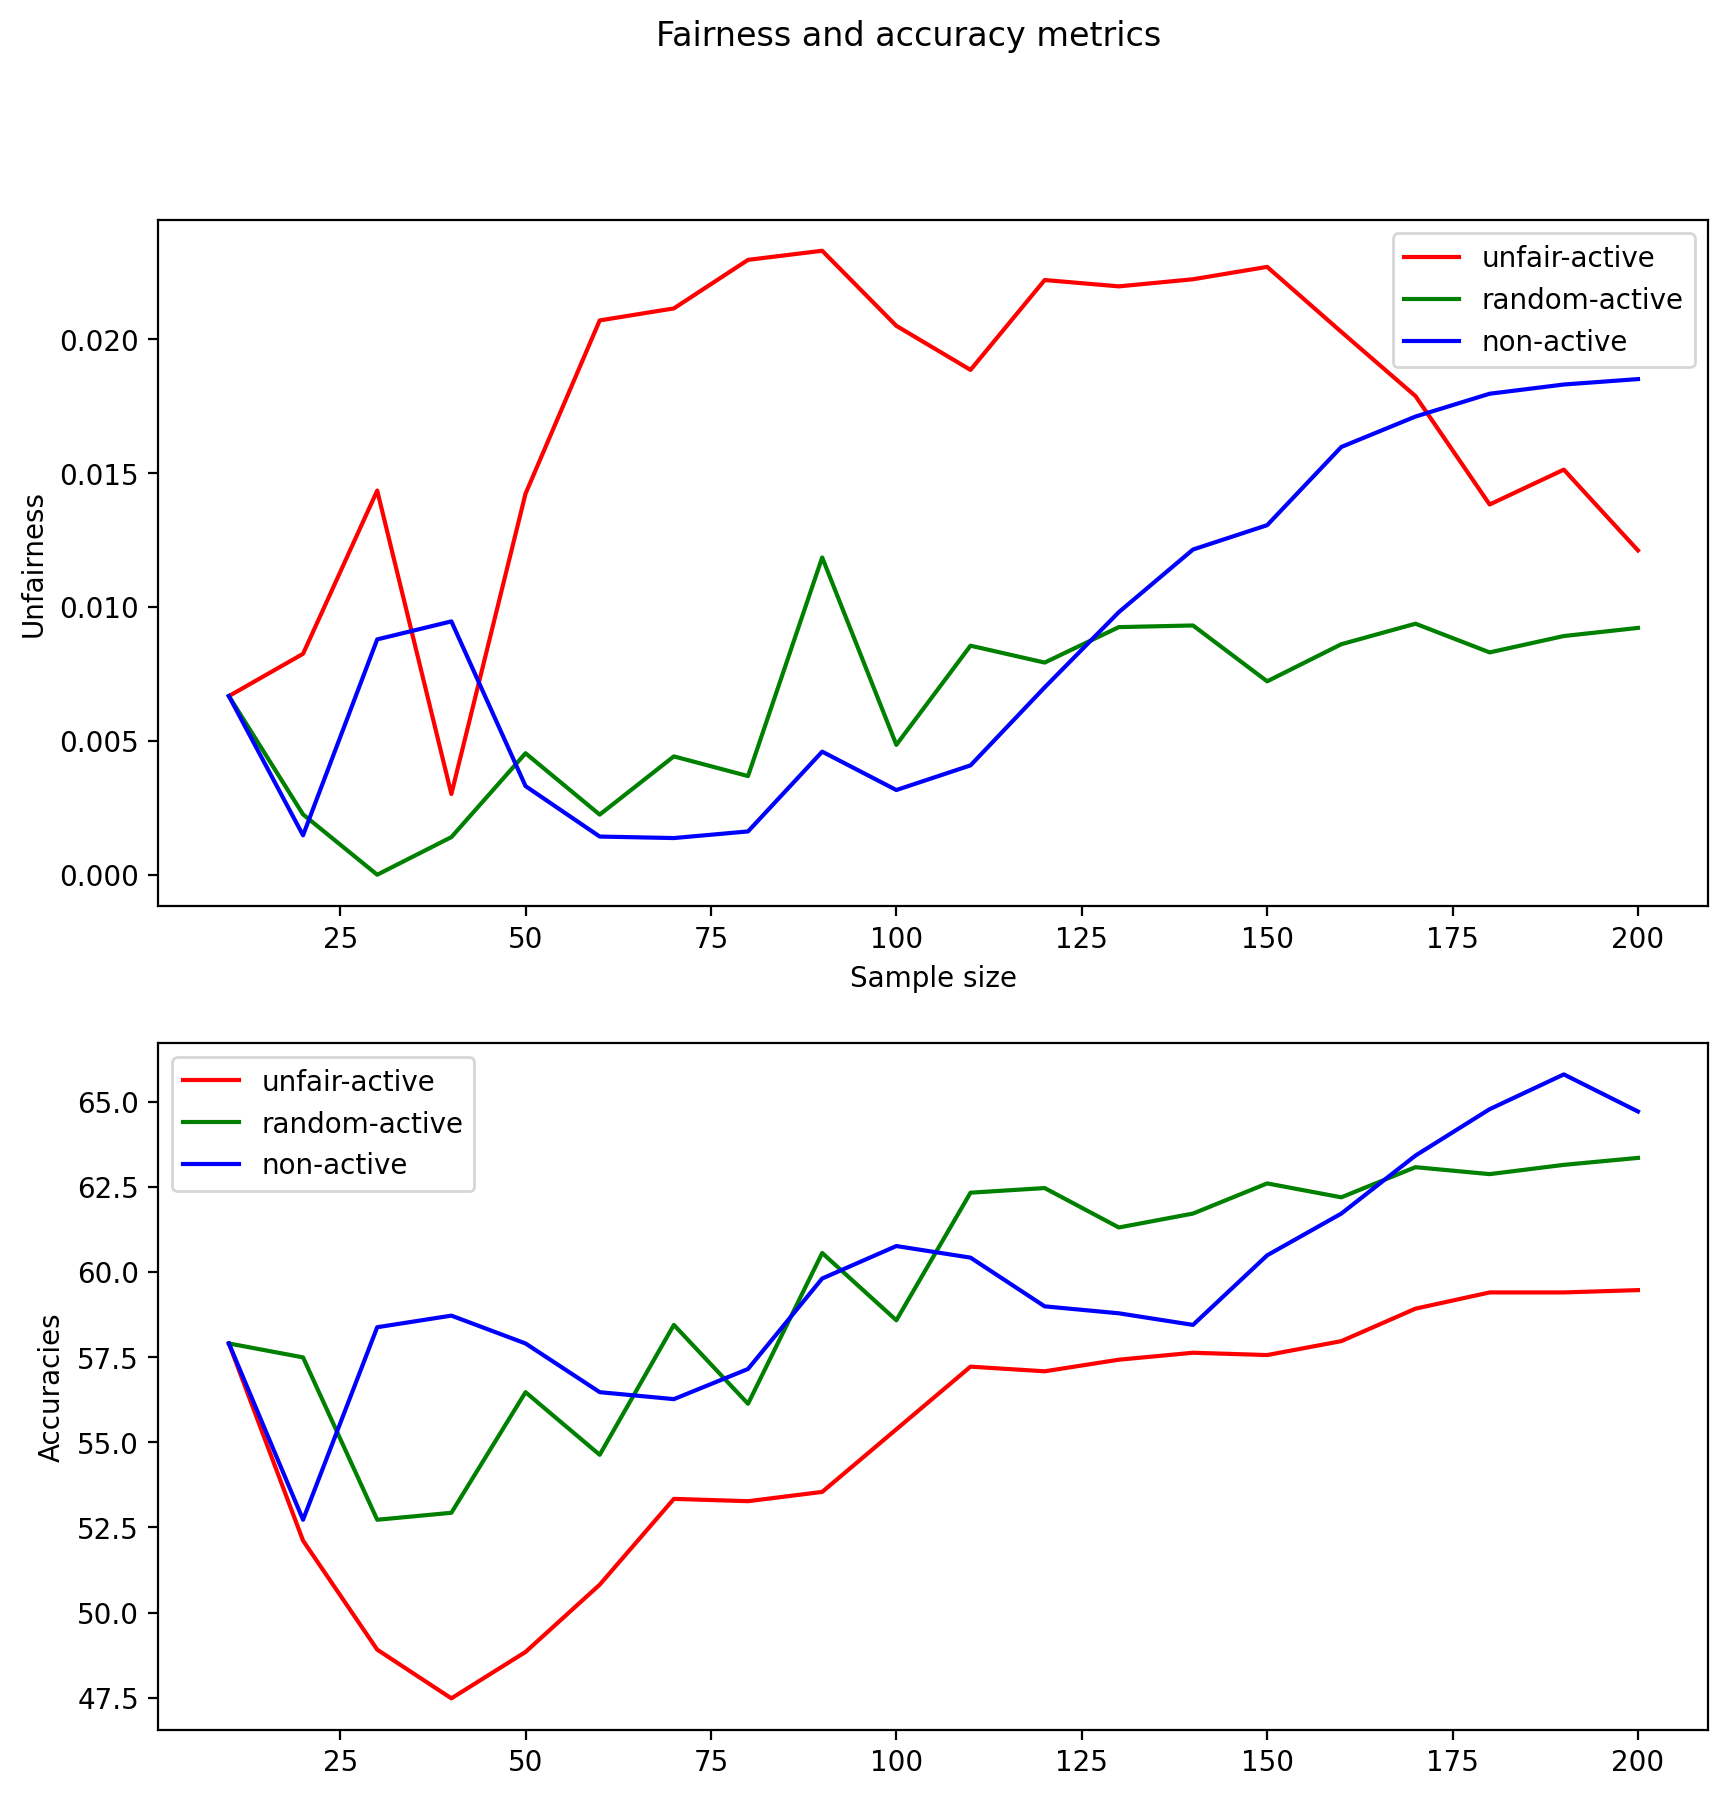 Fairness and accuracy metrics
unfair-active
random-active
non-active
0.020
0.015
0.010
0.005
0.000
Unfairness
25 50 75 100 125 150 175 200
Sample size
unfair-active
random-active
non-active
65.0
62.5
60.0
57.5
55.0
52.5
50.0
47.5
Accuracies
25 50 75 100 125 150 175 200